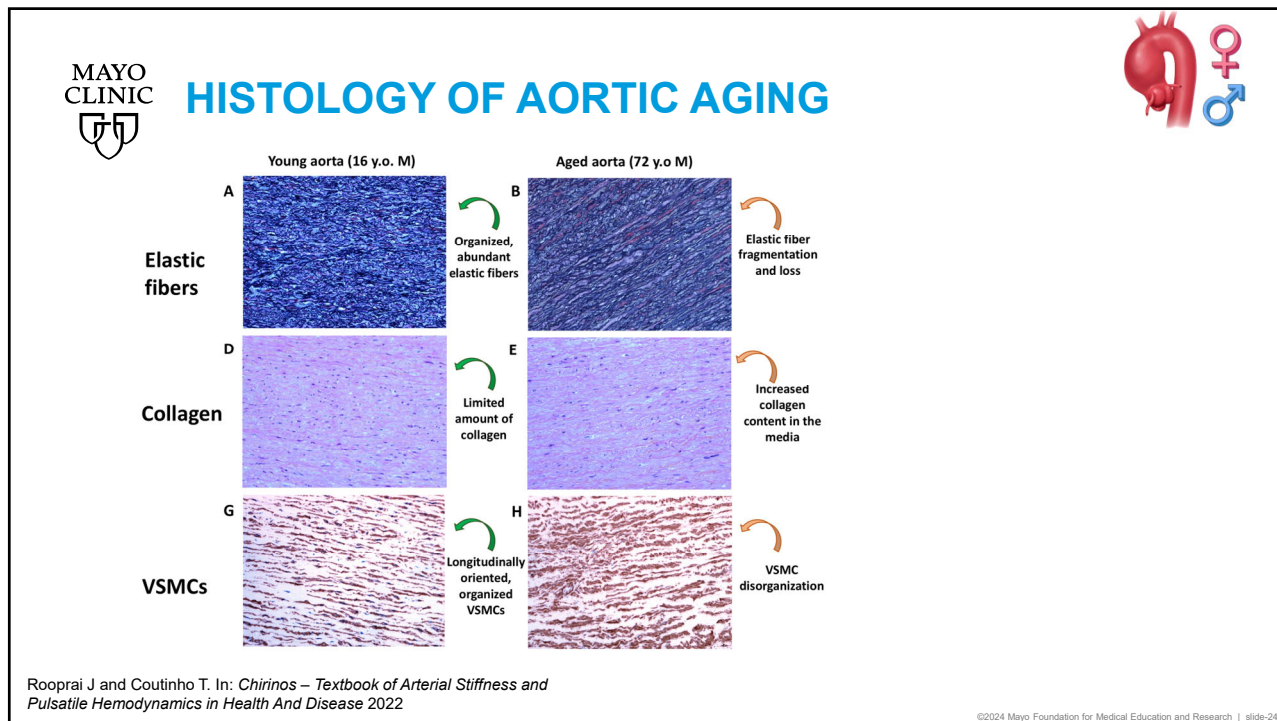 MAYO
CLINIC
HISTOLOGY OF AORTIC AGING
Young aorta (16 y.o. M)
Aged aorta (72 y.o M)
A
B
Elastic
fibers
Organized,
abundant
elastic fibers
Elastic fiber
fragmentation
and loss
D
E
Collagen
Limited
amount of
collagen
Increased
collagen
content in the
media
G
H
VSMCs
Longitudinally
oriented,
organized
VSMCs
VSMC
disorganization
Rooprai J and Coutinho T. In: Chirinos – Textbook of Arterial Stiffness and
Pulsatile Hemodynamics in Health And Disease 2022
©2024 Mayo Foundation for Medical Education and Research | slide-24